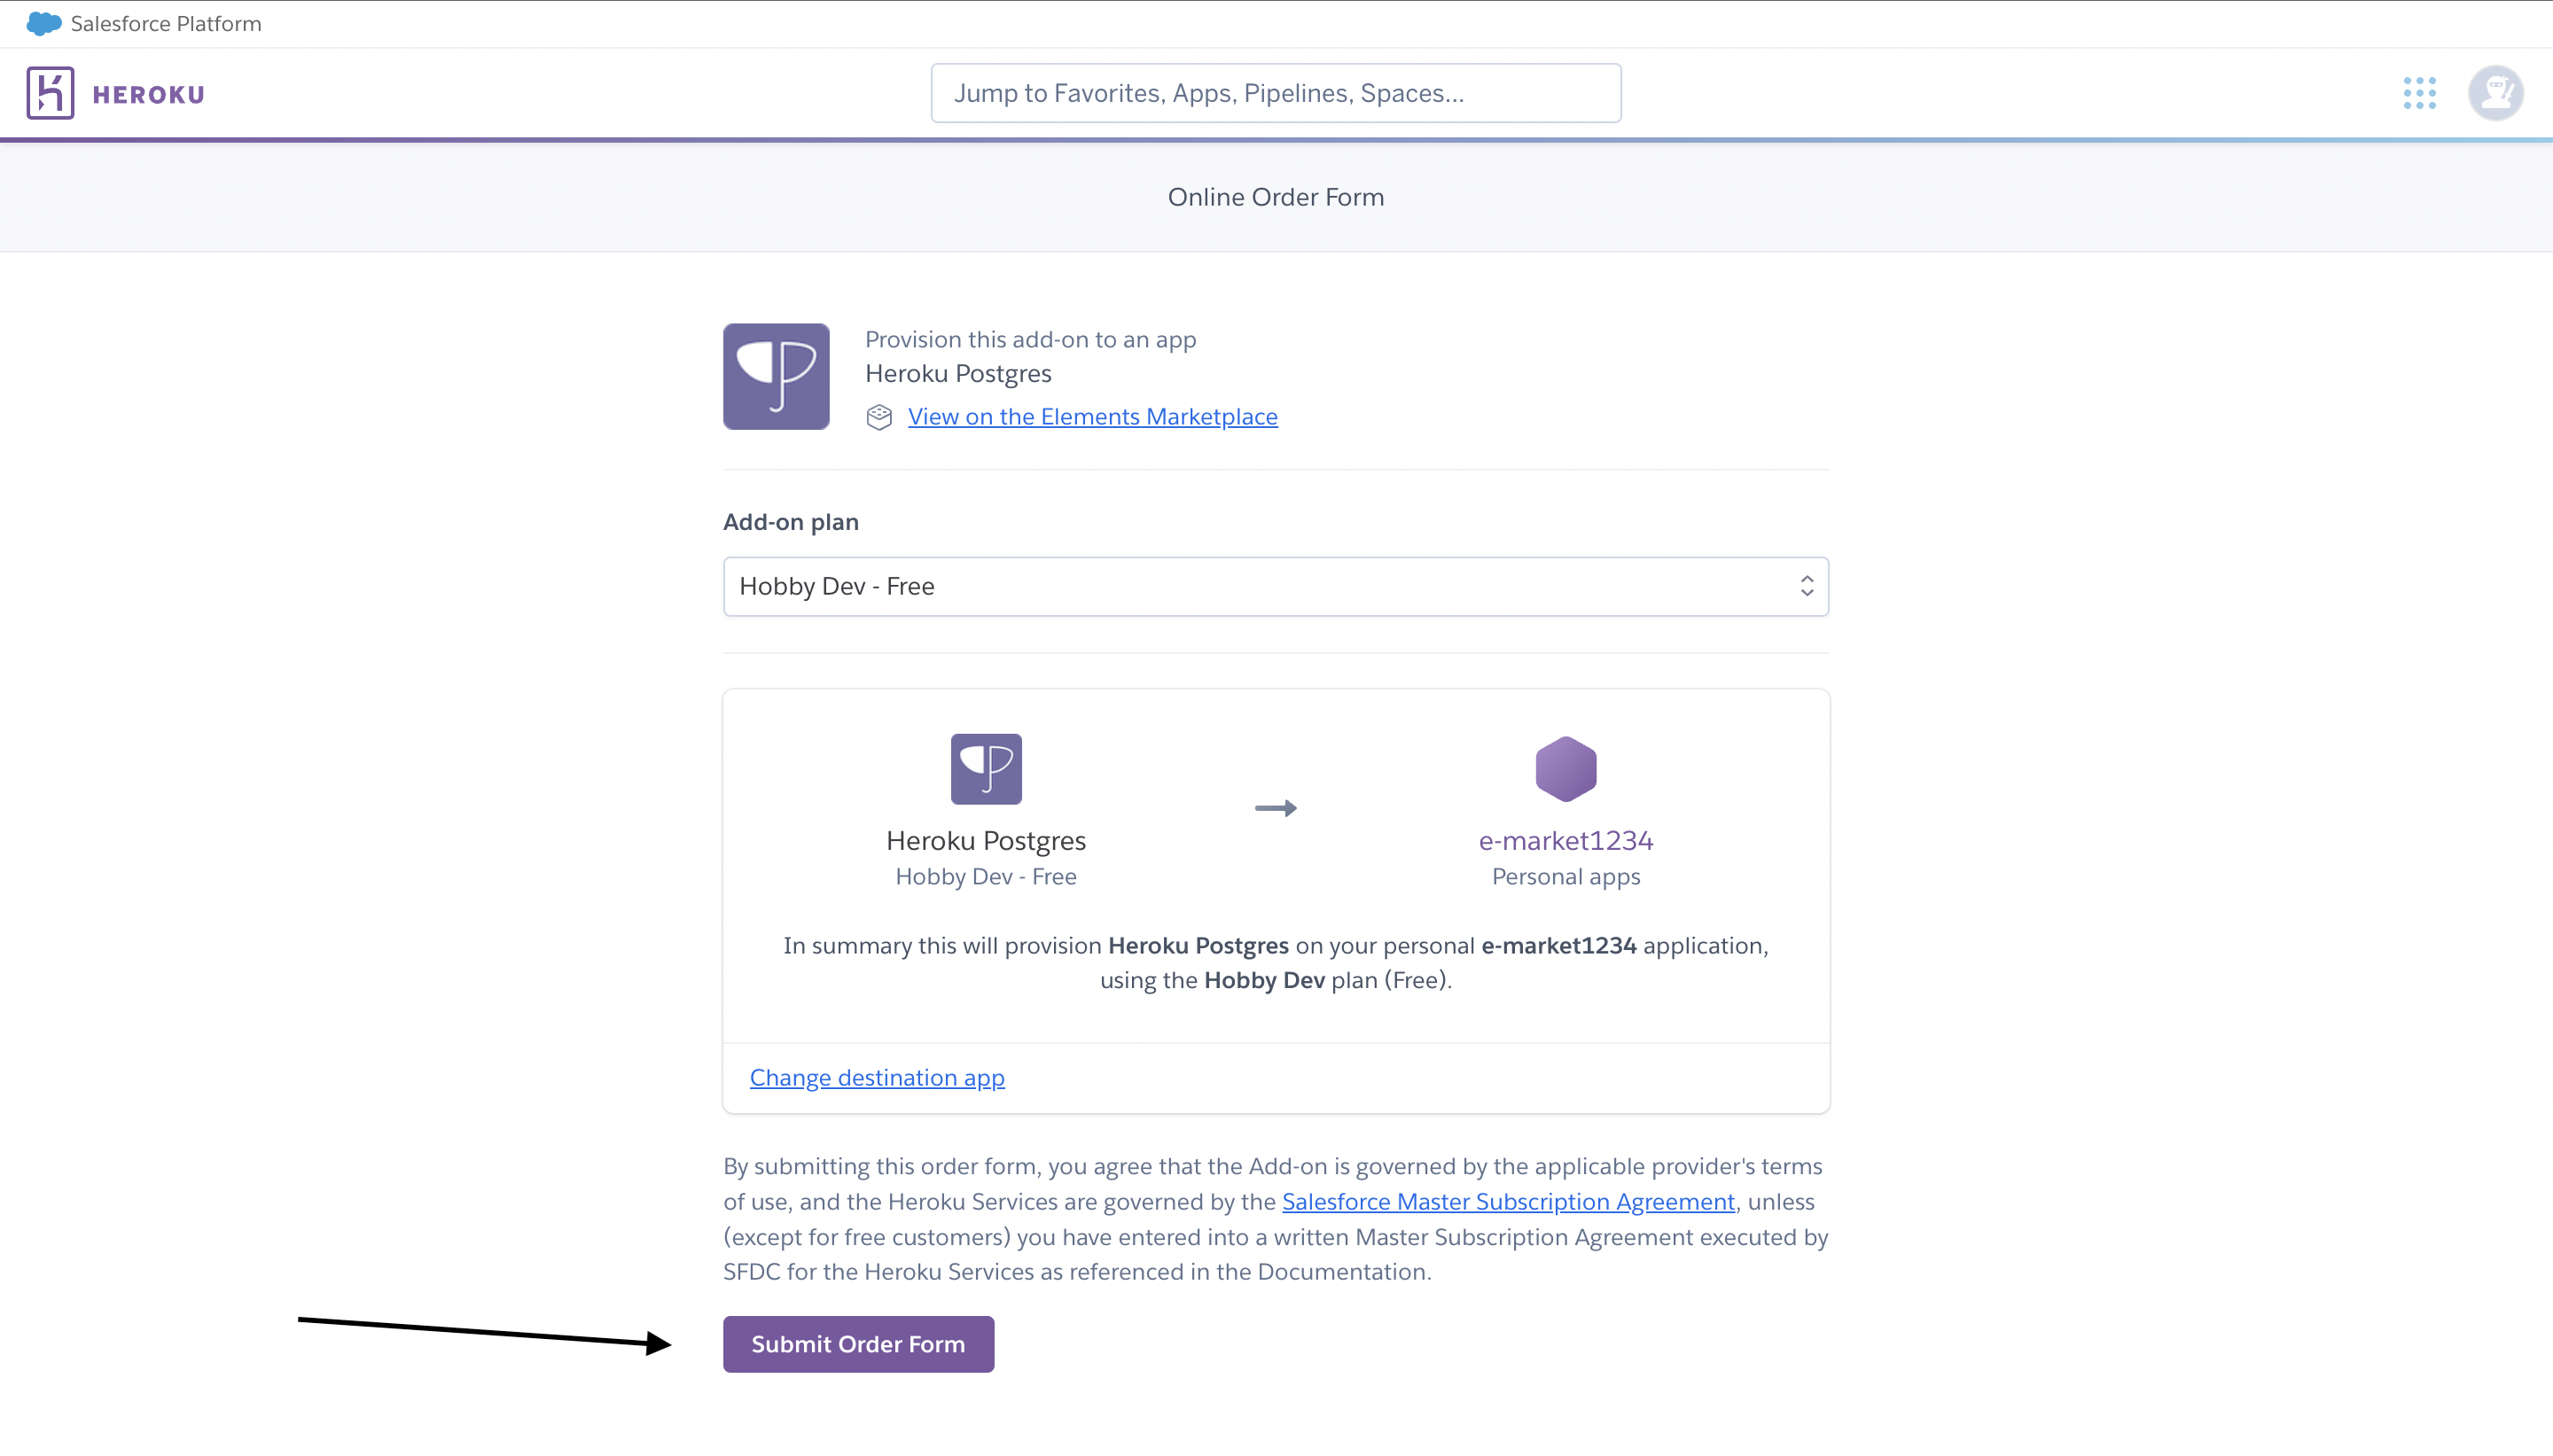 Salesforce Platform
HEROKU
Jump to Favorites, Apps, Pipelines, Spaces...
Online Order Form
Provision this add-on to an app
Heroku Postgres
View on the Elements Marketplace
Add-on plan
Hobby Dev - Free
Heroku Postgres
Hobby Dev - Free
e-market1234
Personal apps
In summary this will provision Heroku Postgres on your personal e-market1234 application,
using the Hobby Dev plan (Free).
Change destination app
By submitting this order form, you agree that the Add-on is governed by the applicable provider's terms
of use, and the Heroku Services are governed by the Salesforce Master Subscription Agreement, unless
(except for free customers) you have entered into a written Master Subscription Agreement executed by
SFDC for the Heroku Services as referenced in the Documentation.
Submit Order Form